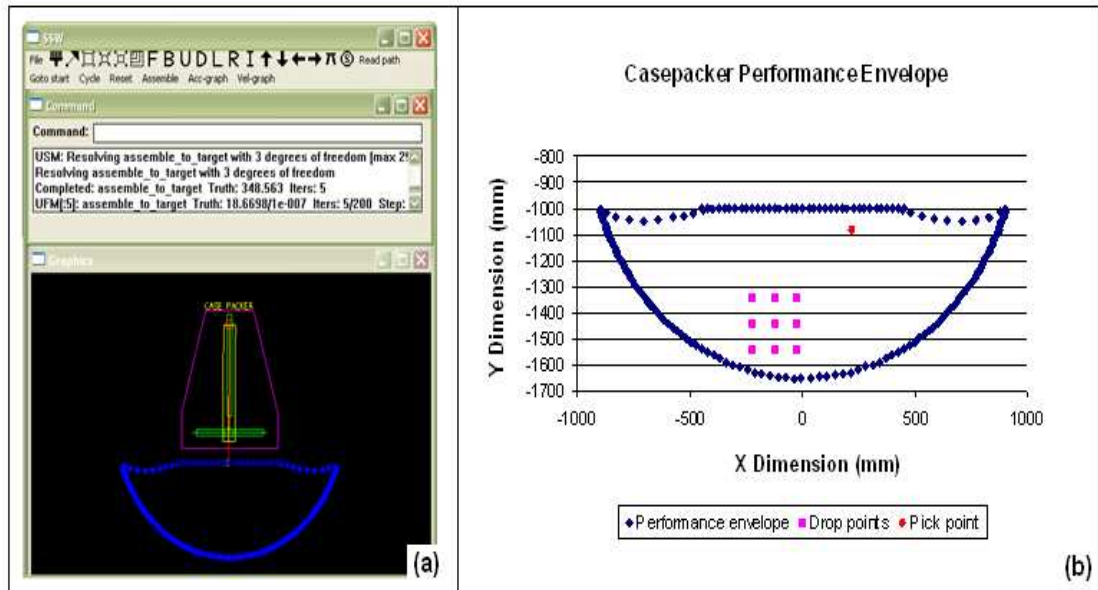 SSW
File F B U D L R I π S Read path
Goto start Cycle Reset Assemble Acc-graph Vel-graph
Command
Command:
USM: Resolving assemble_to_target with 3 degrees of freedom [max 25
Resolving assemble_to_target with 3 degrees of freedom
Completed: assemble_to_target Truth: 348.563 Iters: 5
UFM[:5]: assemble_to_target Truth: 18.6698/1e-007 Iters: 5/200 Step:
Graphics
CASE PACKER
(a)
Casepacker Performance Envelope
Y Dimension (mm)
-800
-900
-1000
-1100
-1200
-1300
-1400
-1500
-1600
-1700
-1000 -500 0 500 1000
X Dimension (mm)
Performance envelope Drop points Pick point
(b)